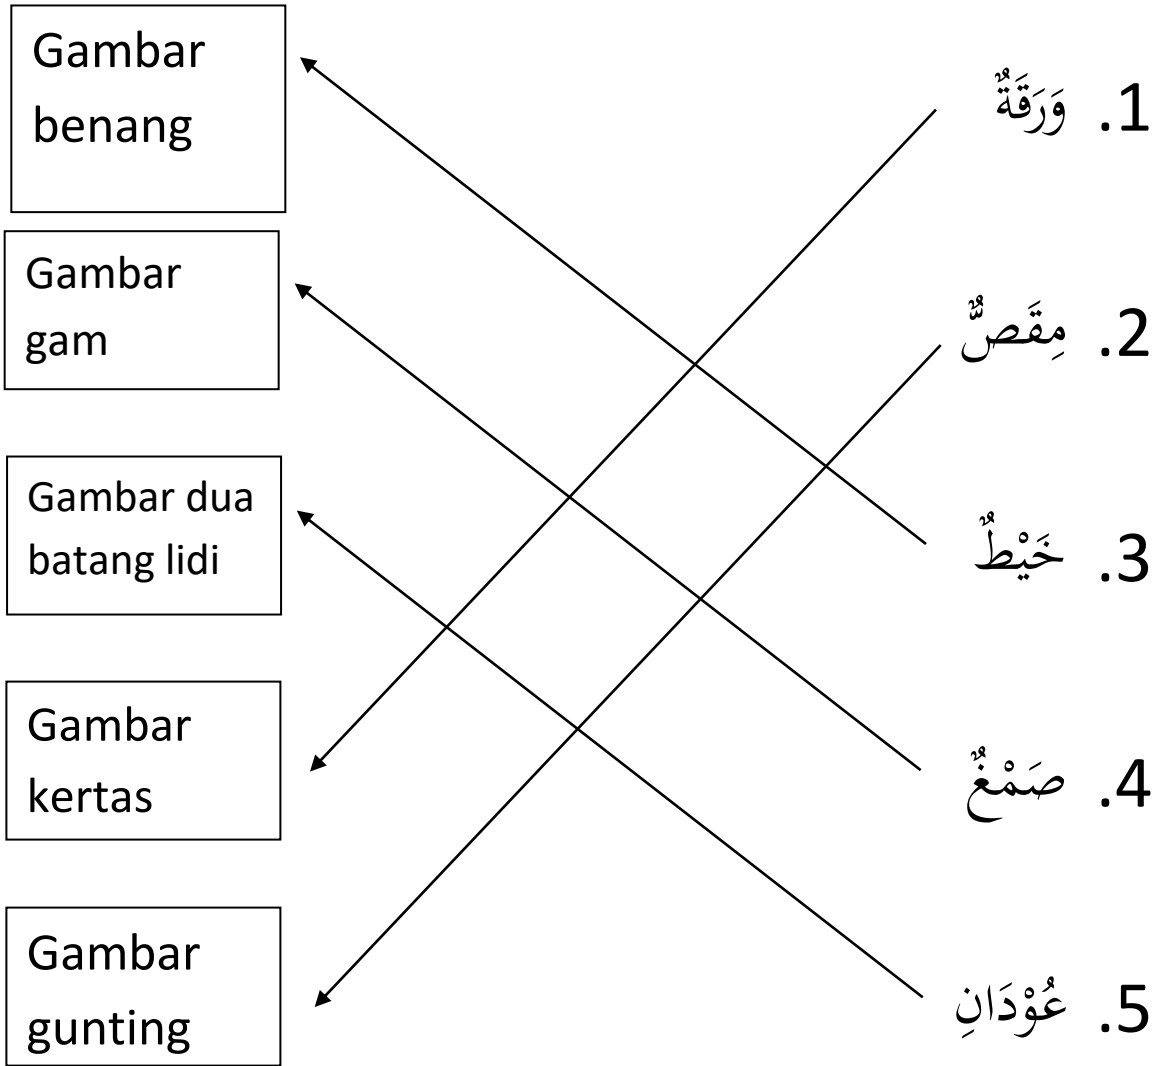 Gambar
benang
Gambar
gam
Gambar dua
batang lidi
Gambar
kertas
Gambar
gunting
1. وَرَقَةٌ
2. مِقَصٌّ
3. خَيْطٌ
4. صَمْغٌ
5. عُوْدَانِ